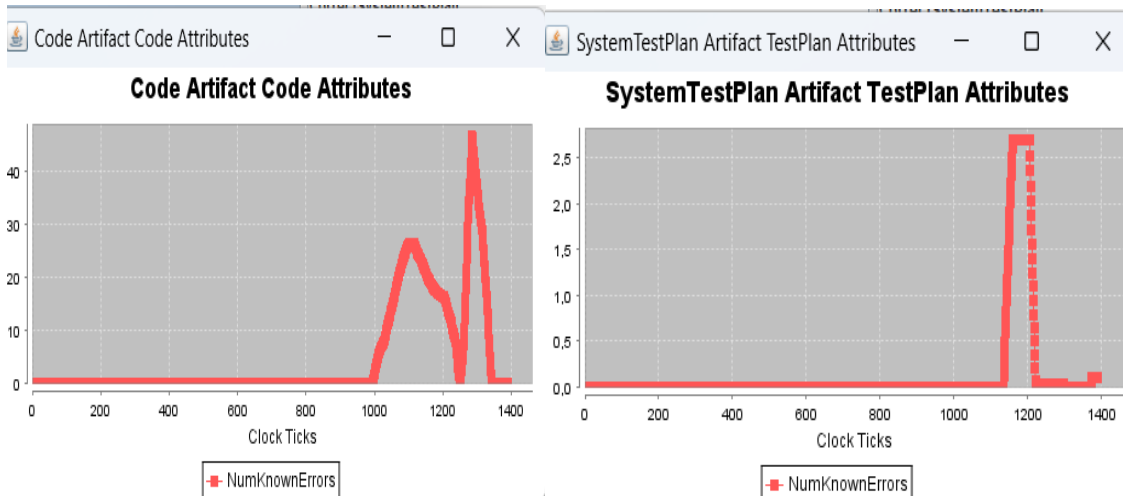 Code Artifact Code Attributes
Code Artifact Code Attributes
40
30
20
10
0
0 200 400 600 800 1000 1200 1400
Clock Ticks
NumKnownErrors
SystemTestPlan Artifact TestPlan Attributes
SystemTestPlan Artifact TestPlan Attributes
2,5
2,0
1,5
1,0
0,5
0,0
0 200 400 600 800 1000 1200 1400
Clock Ticks
NumKnownErrors